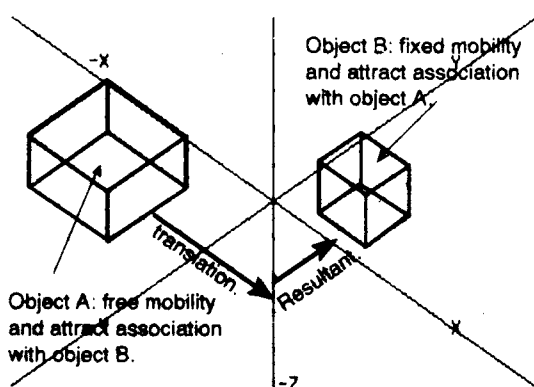 -X
Object B: fixed mobility
Y
and attract association
with object A.
translation.
Resultant.
Object A: free mobility
and attract association
with object B.
X
-Z